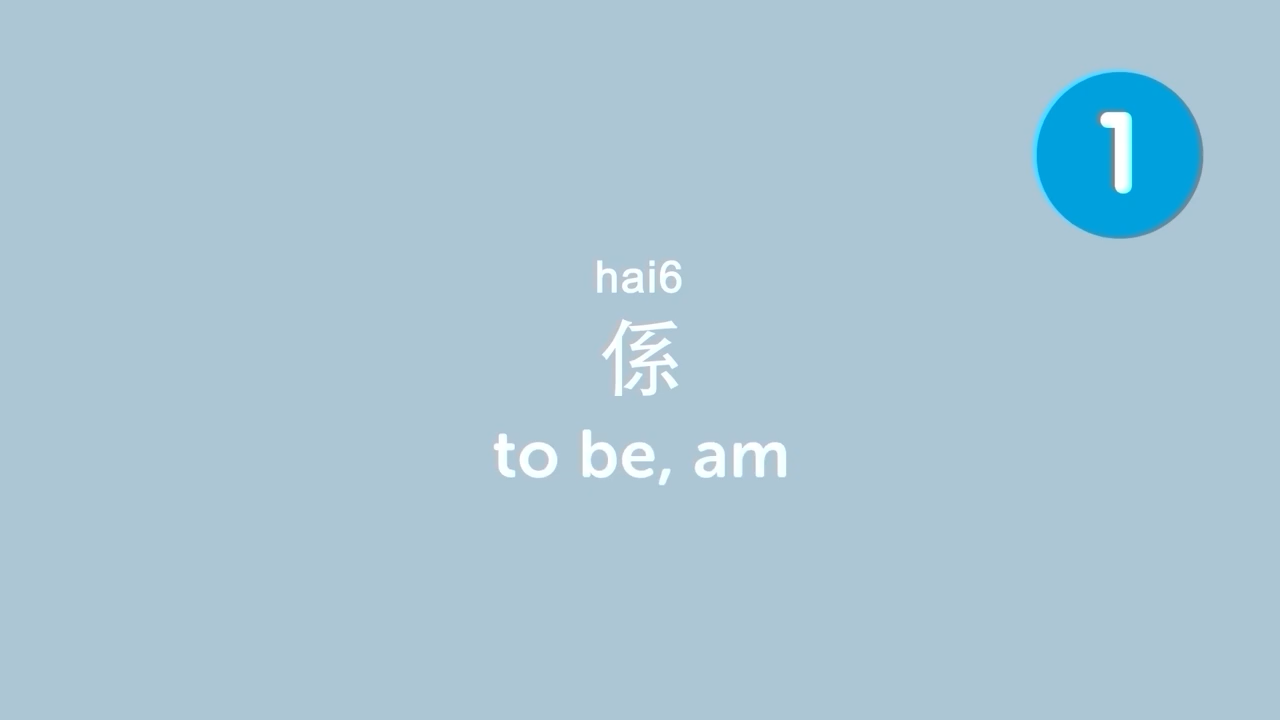 1
hai6
係
to be, am